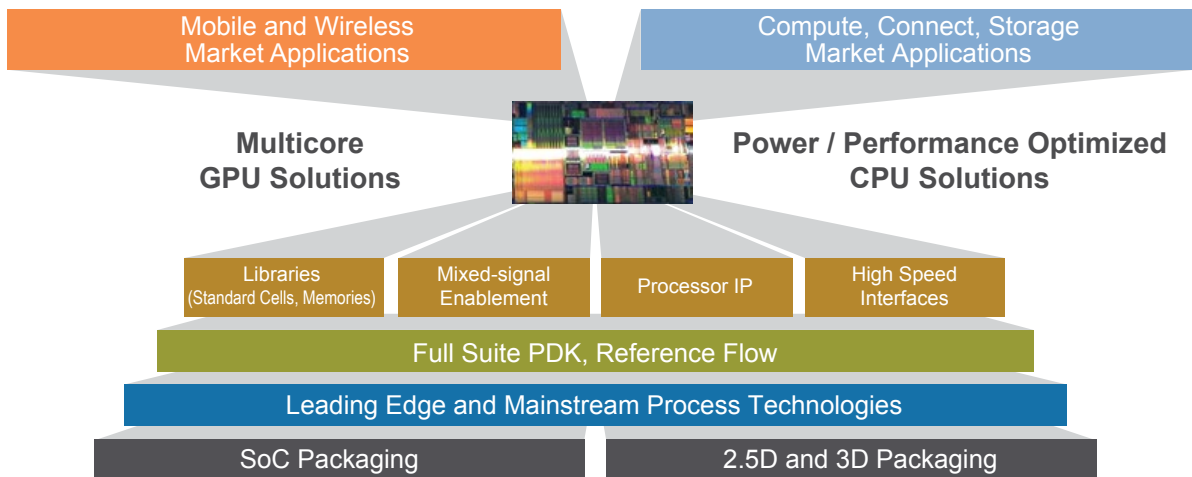 Mobile and Wireless
Market Applications
Compute, Connect, Storage
Market Applications
Multicore
GPU Solutions
Power / Performance Optimized
CPU Solutions
Libraries
(Standard Cells, Memories)
Mixed-signal
Enablement
Processor IP
High Speed
Interfaces
Full Suite PDK, Reference Flow
Leading Edge and Mainstream Process Technologies
SoC Packaging
2.5D and 3D Packaging